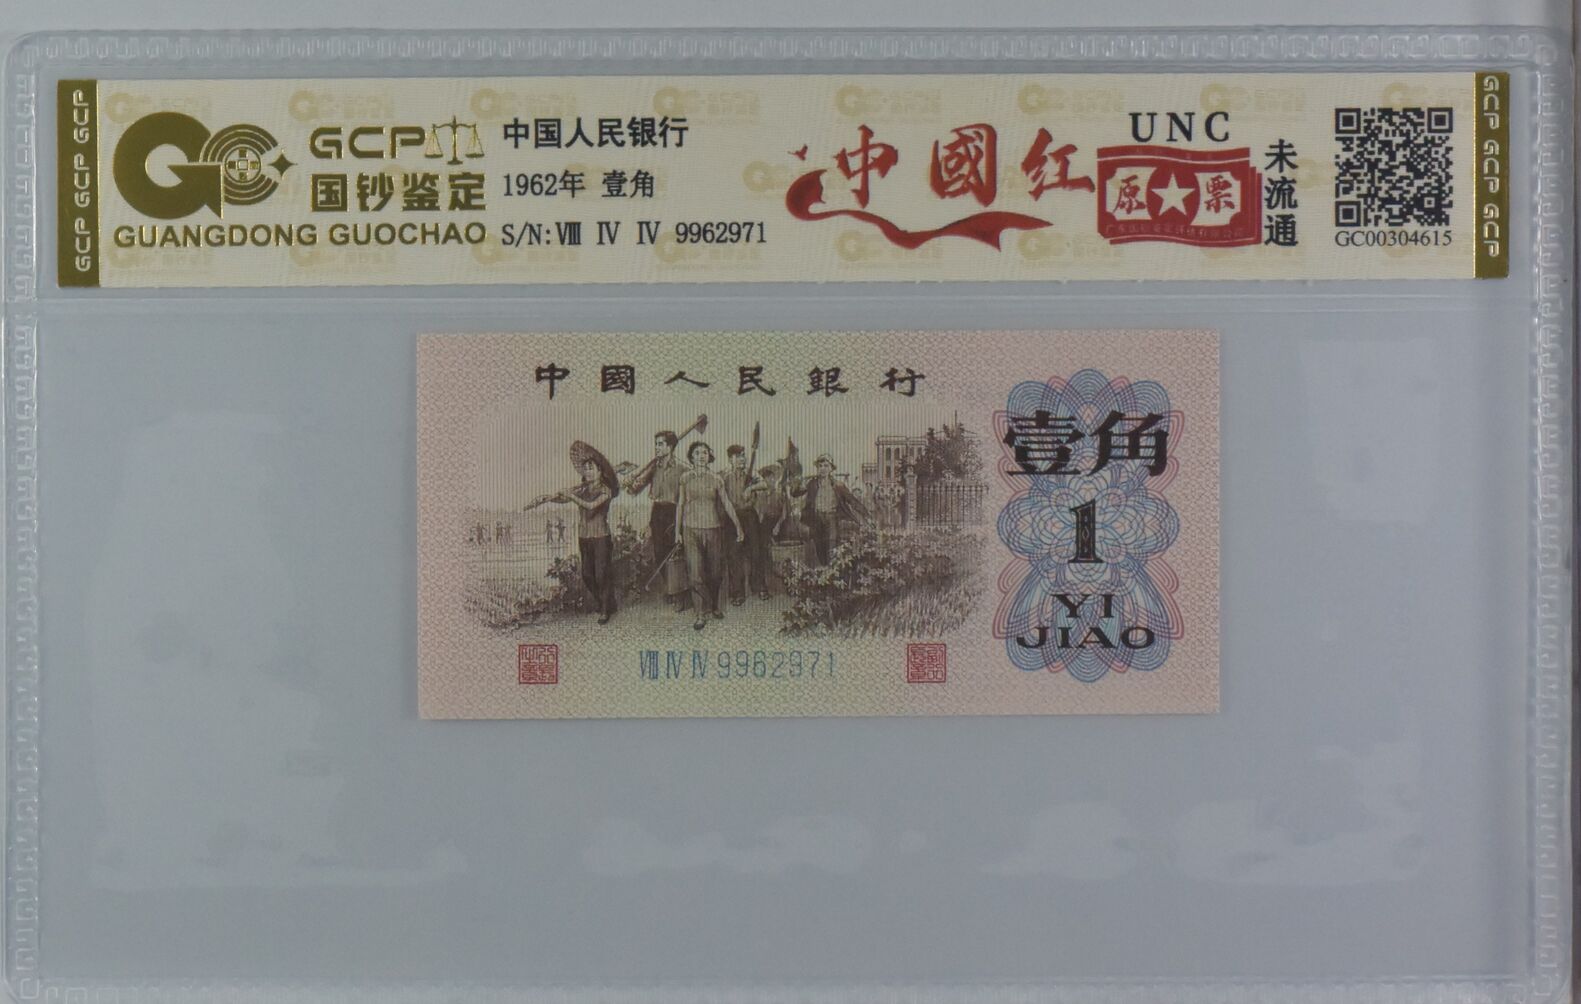 GCP GCP GCP
GCP
国钞鉴定
GUANGDONG GUOCHAO
中国人民银行
1962年 壹角
S/N:Ⅷ Ⅳ Ⅳ 9962971
中國红
UNC
原★票
未流通
GC00304615
GCP GCP GCP
中國人民銀行
壹角
1
YI
JIAO
Ⅷ Ⅳ Ⅳ 9962971